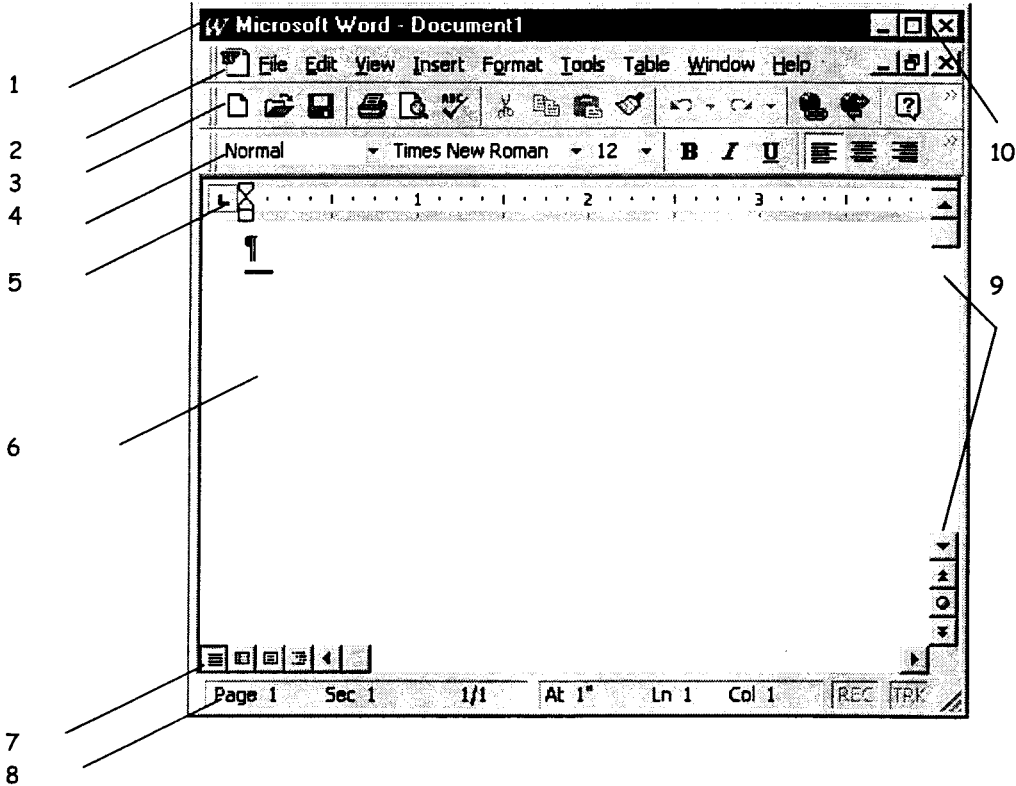 Microsoft Word - Document1
1
File Edit View Insert Format Tools Table Window Help
2
3
ABC
10
Normal Times New Roman 12 B I U
4
L 1 2 3
¶
5
9
6
Page 1 Sec 1 1/1 At 1" Ln 1 Col 1 REC TRK
7
8